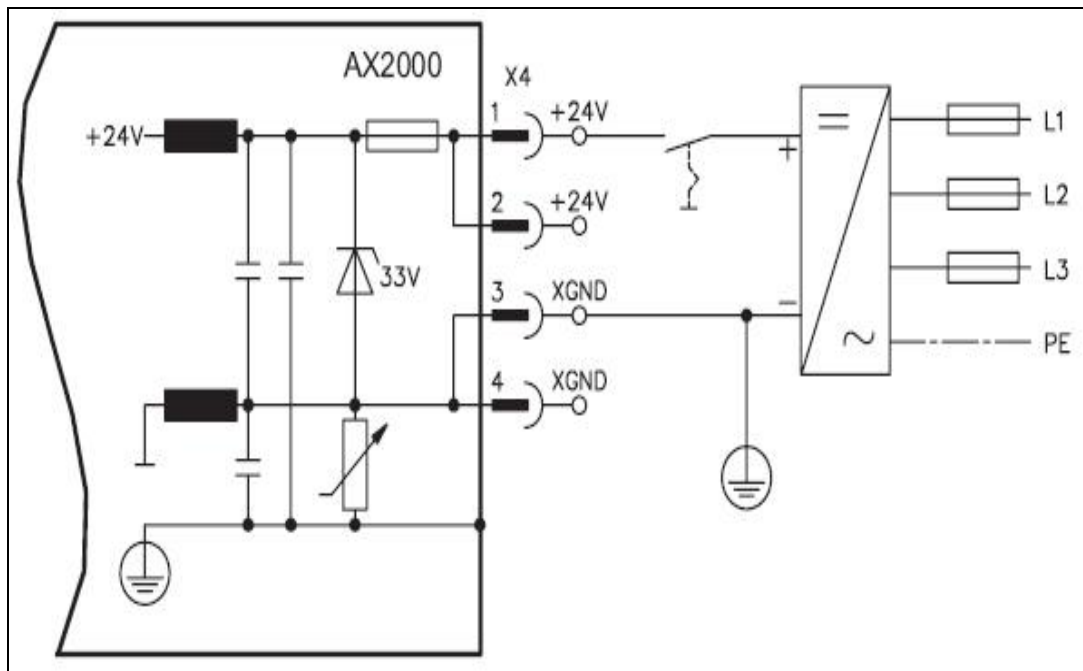 AX2000
X4
1
+24V
L1
+24V
+
2
+24V
L2
33V
3
XGND
L3
−
PE
4
XGND